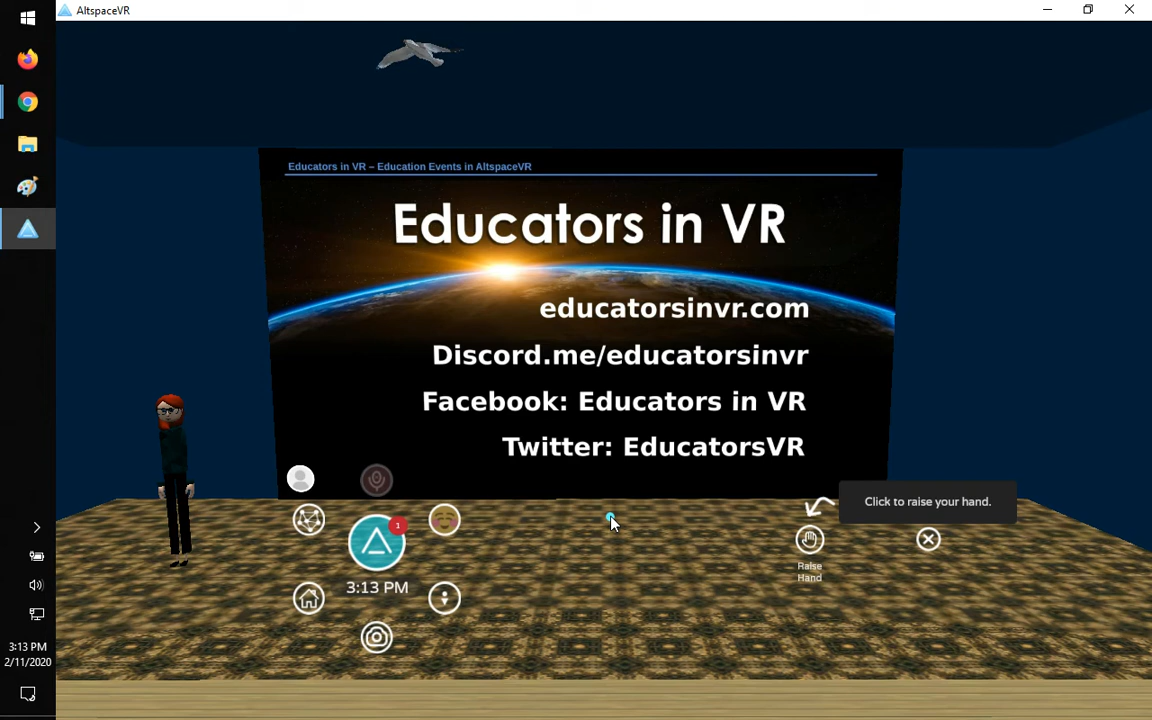 AltspaceVR
Educators in VR – Education Events in AltspaceVR
Educators in VR
educatorsinvr.com
Discord.me/educatorsinvr
Facebook: Educators in VR
Twitter: EducatorsVR
Click to raise your hand.
1
Raise
Hand
3:13 PM
3:13 PM
2/11/2020